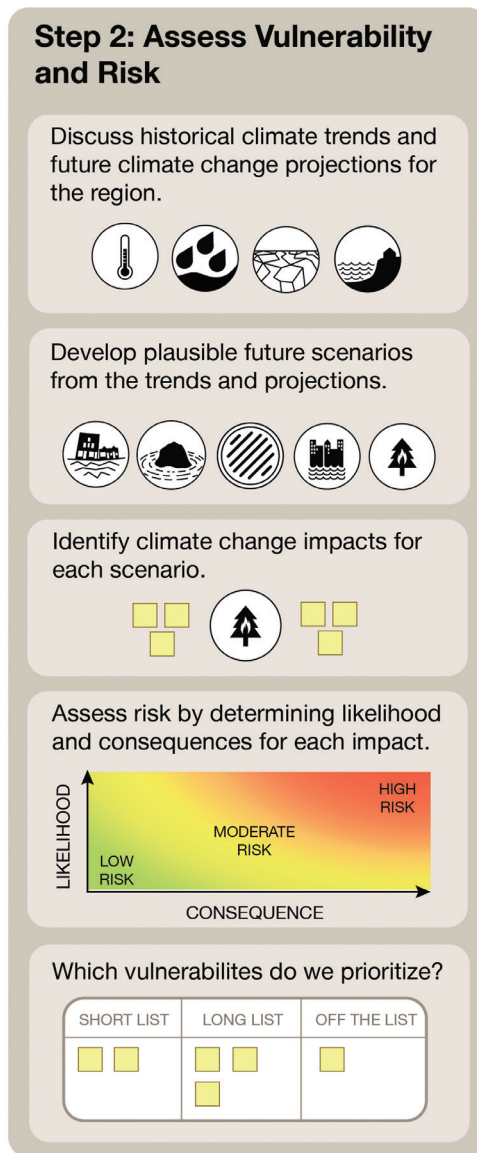 Step 2: Assess Vulnerability
and Risk
Discuss historical climate trends and
future climate change projections for
the region.
Develop plausible future scenarios
from the trends and projections.
Identify climate change impacts for
each scenario.
Assess risk by determining likelihood
and consequences for each impact.
LIKELIHOOD
HIGH
RISK
MODERATE
RISK
LOW
RISK
CONSEQUENCE
Which vulnerabilites do we prioritize?
SHORT LIST
LONG LIST
OFF THE LIST